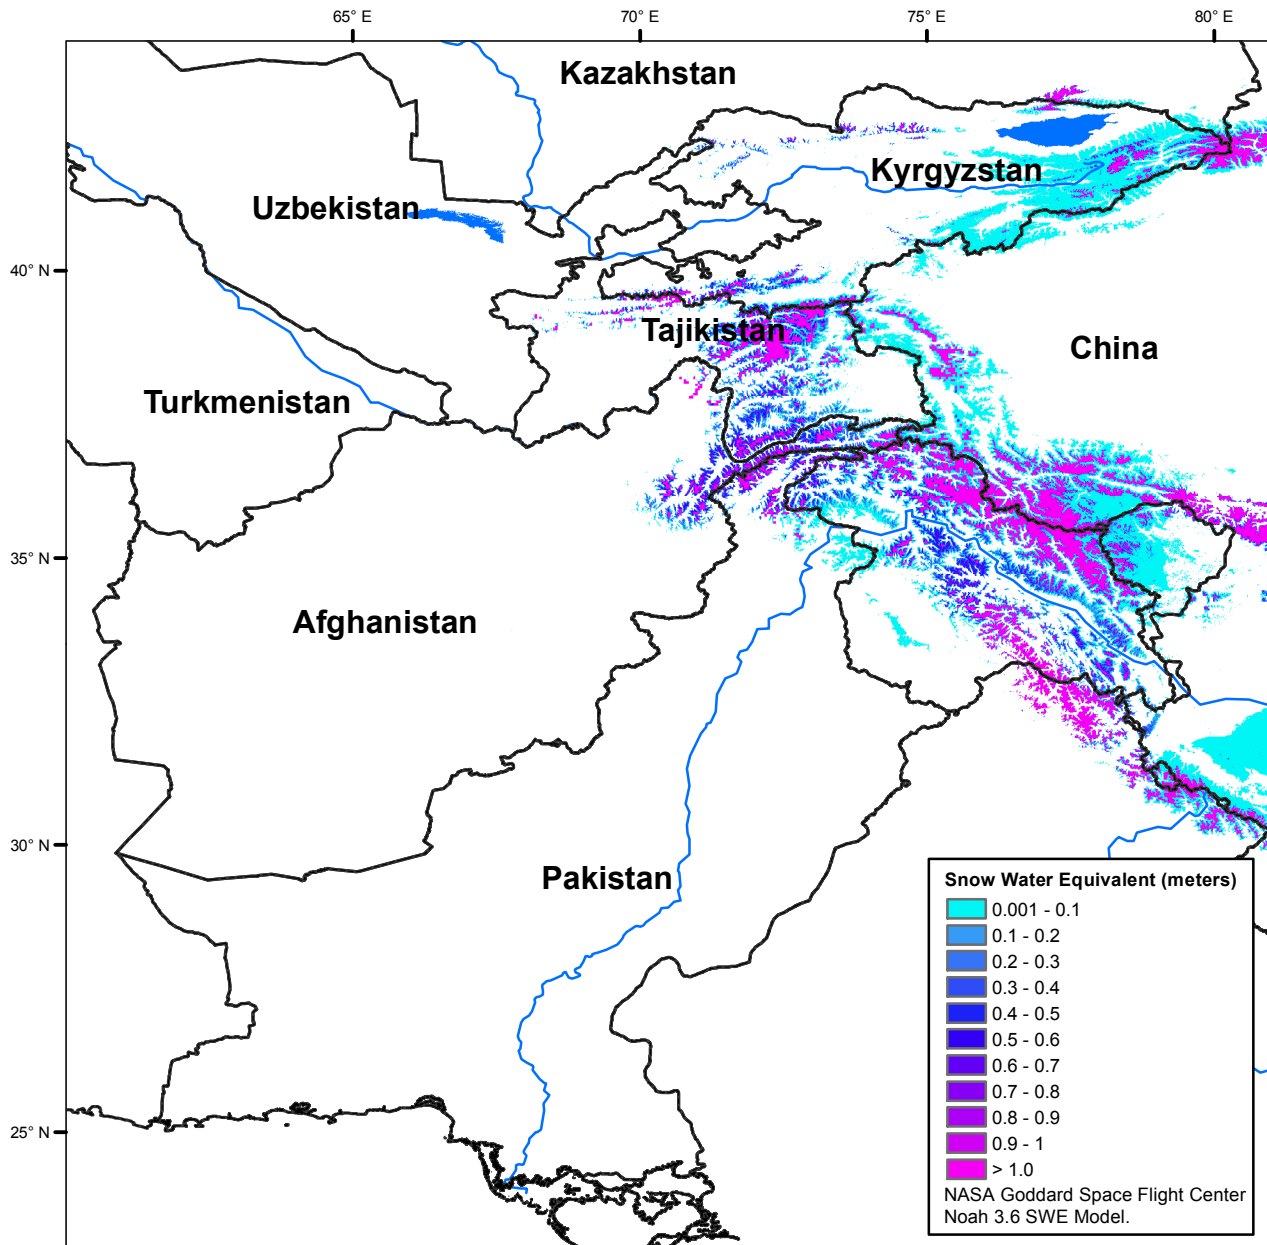 65° E
70° E
75° E
80° E
Kazakhstan
Kyrgyzstan
Uzbekistan
40° N
Tajikistan
China
Turkmenistan
35° N
Afghanistan
30° N
Pakistan
25° N
Snow Water Equivalent (meters)
0.001 - 0.1
0.1 - 0.2
0.2 - 0.3
0.3 - 0.4
0.4 - 0.5
0.5 - 0.6
0.6 - 0.7
0.7 - 0.8
0.8 - 0.9
0.9 - 1
> 1.0
NASA Goddard Space Flight Center
Noah 3.6 SWE Model.